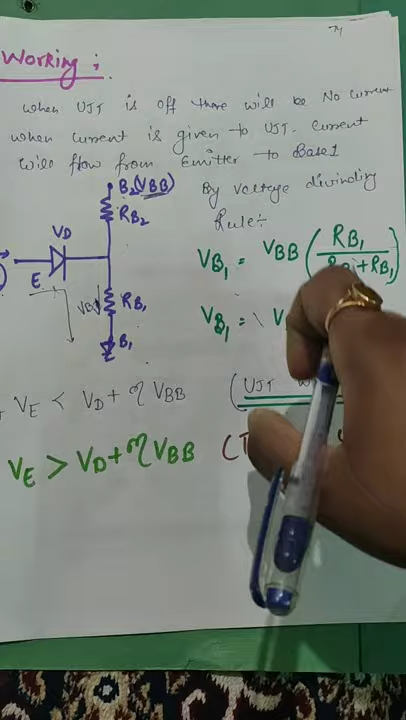 Working :
When UJT is off there will be No current
when current is given to UJT. Current
will flow from Emitter to Base1
B2 (VBB)
By Voltage dividing
Rule:-
RB2
VD
E
VB1 = VBB ( RB1 / + RB1 )
RB1
VB1 = V
B1
VE < VD + η VBB (UJT
VE > VD + η VBB (